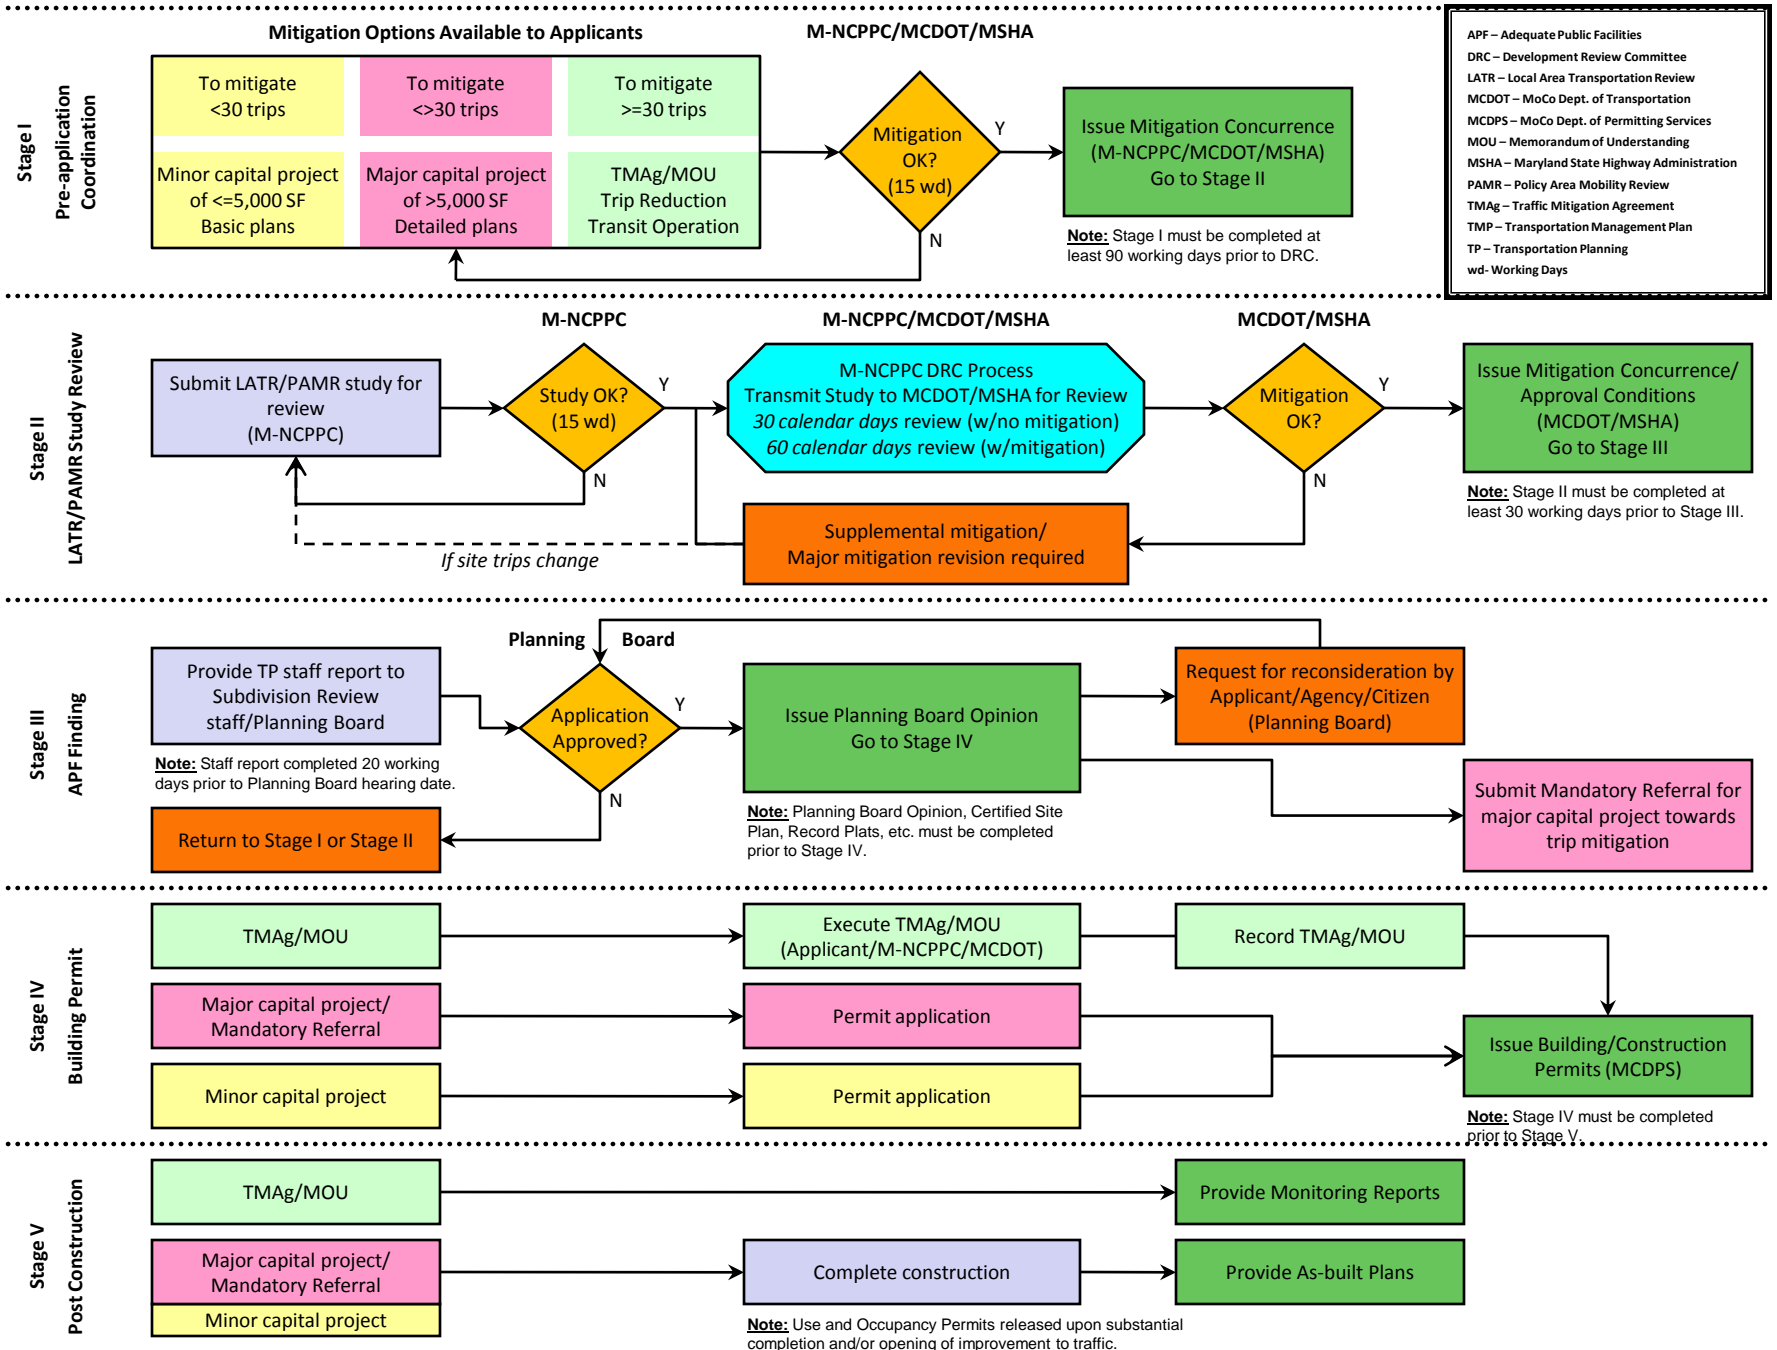 Mitigation Options Available to Applicants
M-NCPPC/MCDOT/MSHA
Stage I
Pre-application
Coordination
To mitigate
<30 trips
To mitigate
<>30 trips
To mitigate
>=30 trips
Minor capital project
of <=5,000 SF
Basic plans
Major capital project
of >5,000 SF
Detailed plans
TMAg/MOU
Trip Reduction
Transit Operation
Mitigation
OK?
(15 wd)
Y
N
Issue Mitigation Concurrence
(M-NCPPC/MCDOT/MSHA)
Go to Stage II
Note: Stage I must be completed at
least 90 working days prior to DRC.
APF – Adequate Public Facilities
DRC – Development Review Committee
LATR – Local Area Transportation Review
MCDOT – MoCo Dept. of Transportation
MCDPS – MoCo Dept. of Permitting Services
MOU – Memorandum of Understanding
MSHA – Maryland State Highway Administration
PAMR – Policy Area Mobility Review
TMAg – Traffic Mitigation Agreement
TMP – Transportation Management Plan
TP – Transportation Planning
wd- Working Days
Stage II
LATR/PAMR Study Review
M-NCPPC
M-NCPPC/MCDOT/MSHA
MCDOT/MSHA
Submit LATR/PAMR study for
review
(M-NCPPC)
Study OK?
(15 wd)
Y
N
M-NCPPC DRC Process
Transmit Study to MCDOT/MSHA for Review
30 calendar days review (w/no mitigation)
60 calendar days review (w/mitigation)
Mitigation
OK?
Y
N
Issue Mitigation Concurrence/
Approval Conditions
(MCDOT/MSHA)
Go to Stage III
Note: Stage II must be completed at
least 30 working days prior to Stage III.
Supplemental mitigation/
Major mitigation revision required
If site trips change
Stage III
APF Finding
Planning Board
Provide TP staff report to
Subdivision Review
staff/Planning Board
Note: Staff report completed 20 working
days prior to Planning Board hearing date.
Return to Stage I or Stage II
Application
Approved?
Y
N
Issue Planning Board Opinion
Go to Stage IV
Note: Planning Board Opinion, Certified Site
Plan, Record Plats, etc. must be completed
prior to Stage IV.
Request for reconsideration by
Applicant/Agency/Citizen
(Planning Board)
Submit Mandatory Referral for
major capital project towards
trip mitigation
Stage IV
Building Permit
TMAg/MOU
Execute TMAg/MOU
(Applicant/M-NCPPC/MCDOT)
Record TMAg/MOU
Major capital project/
Mandatory Referral
Permit application
Minor capital project
Permit application
Issue Building/Construction
Permits (MCDPS)
Note: Stage IV must be completed
prior to Stage V.
Stage V
Post Construction
TMAg/MOU
Provide Monitoring Reports
Major capital project/
Mandatory Referral
Minor capital project
Complete construction
Provide As-built Plans
Note: Use and Occupancy Permits released upon substantial
completion and/or opening of improvement to traffic.